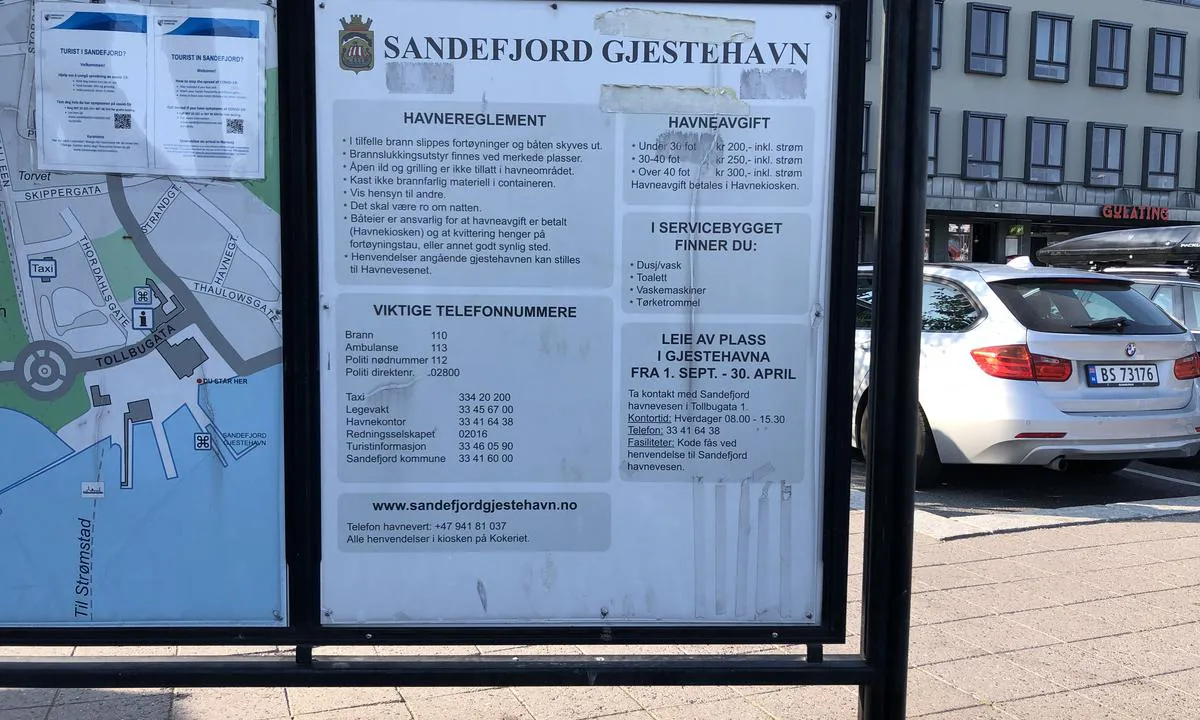 TURIST I SANDEFJORD?
Velkommen!
TOURIST IN SANDEFJORD?
Welcome!
Torvet
SKIPPERGATA
STRANDGT
HAVNEGT
THORDAHLS GATE
THAULOWSGATE
Taxi
i
TOLLBUGATA
DU STÅR HER
SANDEFJORD
GJESTEHAVN
Til Strømstad
SANDEFJORD GJESTEHAVN
HAVNEREGLEMENT
• I tilfelle brann slippes fortøyninger og båten skyves ut.
• Brannslukkingsutstyr finnes ved merkede plasser.
• Åpen ild og grilling er ikke tillatt i havneområdet.
• Kast ikke brannfarlig materiell i containeren.
• Vis hensyn til andre.
• Det skal være ro om natten.
• Båteier er ansvarlig for at havneavgift er betalt
(Havnekiosken) og at kvittering henger på
fortøyningstau, eller annet godt synlig sted.
• Henvendelser angående gjestehavnen kan stilles
til Havnevesenet.
VIKTIGE TELEFONNUMMERE
Brann 110
Ambulanse 113
Politi nødnummer 112
Politi direktenr. 02800
Taxi 334 20 200
Legevakt 33 45 67 00
Havnekontor 33 41 64 38
Redningsselskapet 02016
Turistinformasjon 33 46 05 90
Sandefjord kommune 33 41 60 00
www.sandefjordgjestehavn.no
Telefon havnevert: +47 941 81 037
Alle henvendelser i kiosken på Kokeriet.
HAVNEAVGIFT
• Under 30 fot kr 200,- inkl. strøm
• 30-40 fot kr 250,- inkl. strøm
• Over 40 fot kr 300,- inkl. strøm
Havneavgift betales i Havnekiosken.
I SERVICEBYGGET
FINNER DU:
• Dusj/vask
• Toalett
• Vaskemaskiner
• Tørketrommel
LEIE AV PLASS
I GJESTEHAVNA
FRA 1. SEPT. - 30. APRIL
Ta kontakt med Sandefjord
havnevesen i Tollbugata 1.
Kontortid: Hverdager 08.00 - 15.30
Telefon: 33 41 64 38
Fasiliteter: Kode fås ved
henvendelse til Sandefjord
havnevesen.
GULATING
BS 73176